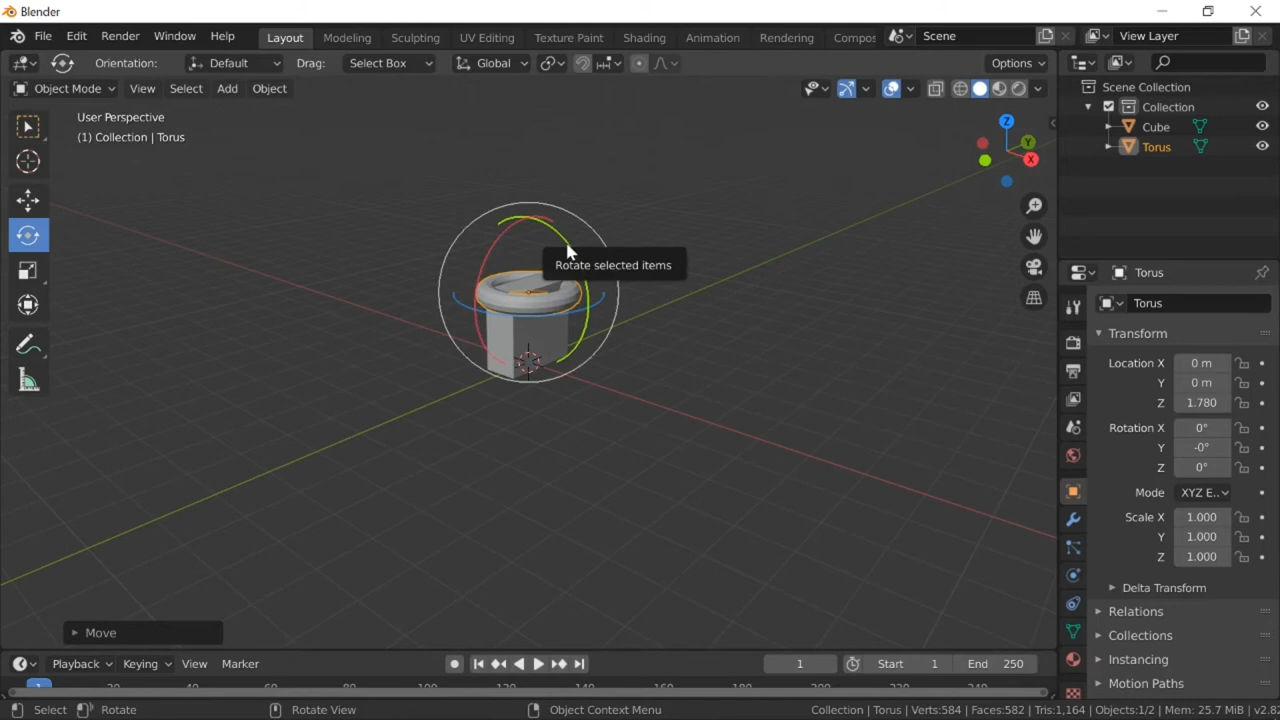 Blender
File Edit Render Window Help Layout Modeling Sculpting UV Editing Texture Paint Shading Animation Rendering Compos Scene View Layer
Orientation: Default Drag: Select Box Global Options
Object Mode View Select Add Object
User Perspective
(1) Collection | Torus
Scene Collection
Collection
Cube
Torus
Z
Y
X
Rotate selected items
Torus
Torus
Transform
Location X 0 m
Y 0 m
Z 1.780
Rotation X 0°
Y -0°
Z 0°
Mode XYZ E..
Scale X 1.000
Y 1.000
Z 1.000
Delta Transform
Relations
Collections
Instancing
Motion Paths
Move
Playback Keying View Marker 1 Start 1 End 250
Select Rotate Rotate View Object Context Menu Collection | Torus | Verts:584 | Faces:582 | Tris:1,164 | Objects:1/2 | Mem: 25.7 MiB | v2.8